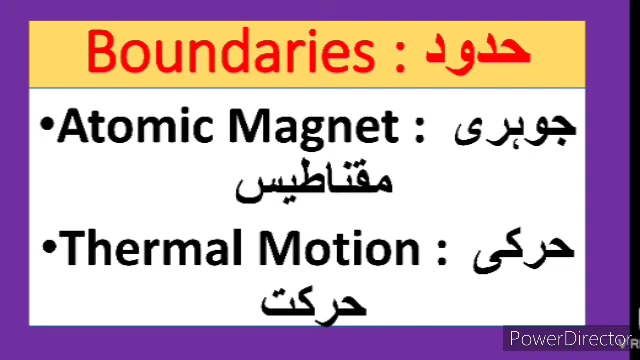 Boundaries : حدود
•Atomic Magnet : جوہری
مقناطیس
•Thermal Motion : حرکی
حرکت
PowerDirector